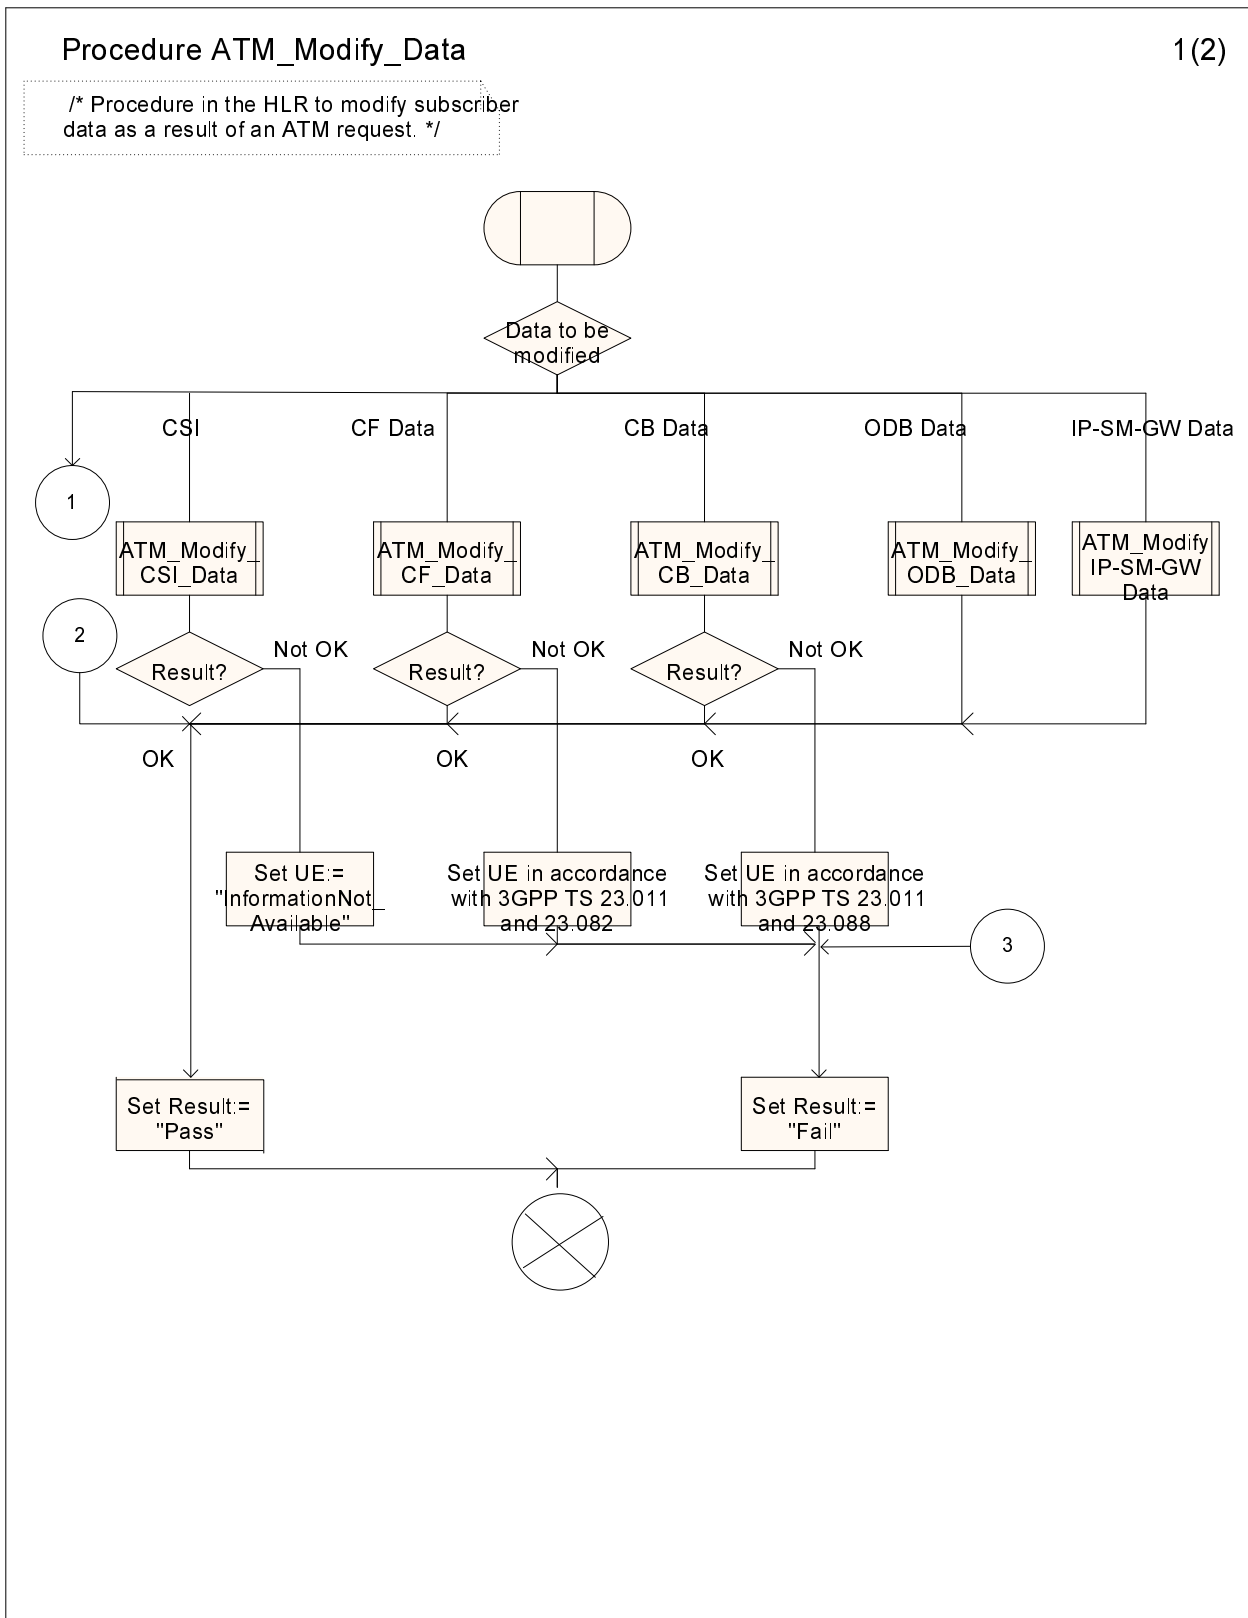 Procedure ATM_Modify_Data
1(2)
/* Procedure in the HLR to modify subscriber
data as a result of an ATM request. */
Data to be
modified
CSI
CF Data
CB Data
ODB Data
IP-SM-GW Data
1
ATM_Modify_
CSI_Data
ATM_Modify_
CF_Data
ATM_Modify_
CB_Data
ATM_Modify_
ODB_Data
ATM_Modify
IP-SM-GW
Data
2
Result?
Not OK
Result?
Not OK
Result?
Not OK
OK
OK
OK
Set UE:=
"InformationNot_
Available"
Set UE in accordance
with 3GPP TS 23.011
and 23.082
Set UE in accordance
with 3GPP TS 23.011
and 23.088
3
Set Result:=
"Pass"
Set Result:=
"Fail"